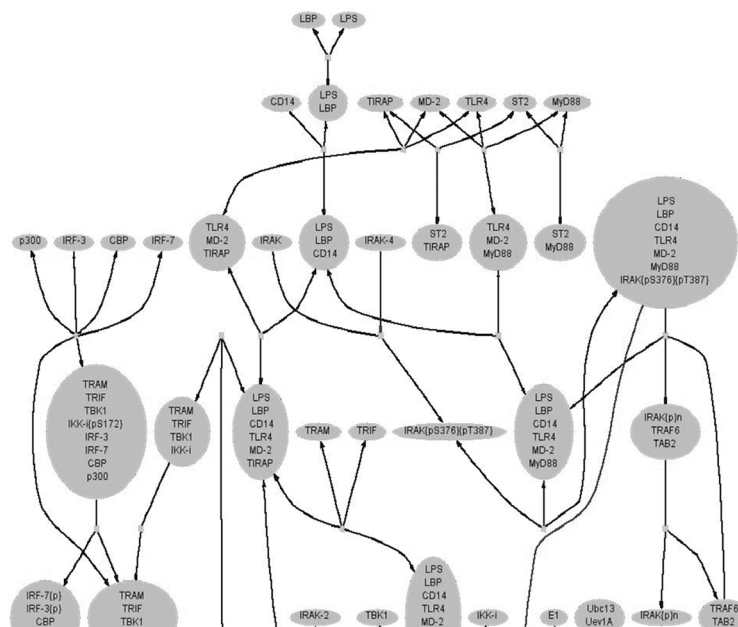 LBP
LPS
CD14
LPS
LBP
TIRAP
MD-2
TLR4
ST2
MyD88
LPS
LBP
CD14
TLR4
MD-2
MyD88
IRAK{pS376}{pT387}
p300
IRF-3
CBP
IRF-7
TLR4
MD-2
TIRAP
IRAK
LPS
LBP
CD14
IRAK-4
ST2
TIRAP
TLR4
MD-2
MyD88
ST2
MyD88
TRAM
TRIF
TBK1
IKK-i{pS172}
IRF-3
IRF-7
CBP
p300
TRAM
TRIF
TBK1
IKK-i
LPS
LBP
CD14
TLR4
MD-2
TIRAP
TRAM
TRIF
IRAK{pS376}{pT387}
LPS
LBP
CD14
TLR4
MD-2
MyD88
IRAK{p}n
TRAF6
TAB2
IRF-7{p}
IRF-3{p}
CBP
TRAM
TRIF
TBK1
IRAK-2
TBK1
LPS
LBP
CD14
TLR4
MD-2
IKK-i
E1
Ubc13
Uev1A
IRAK{p}n
TRAF6
TAB2